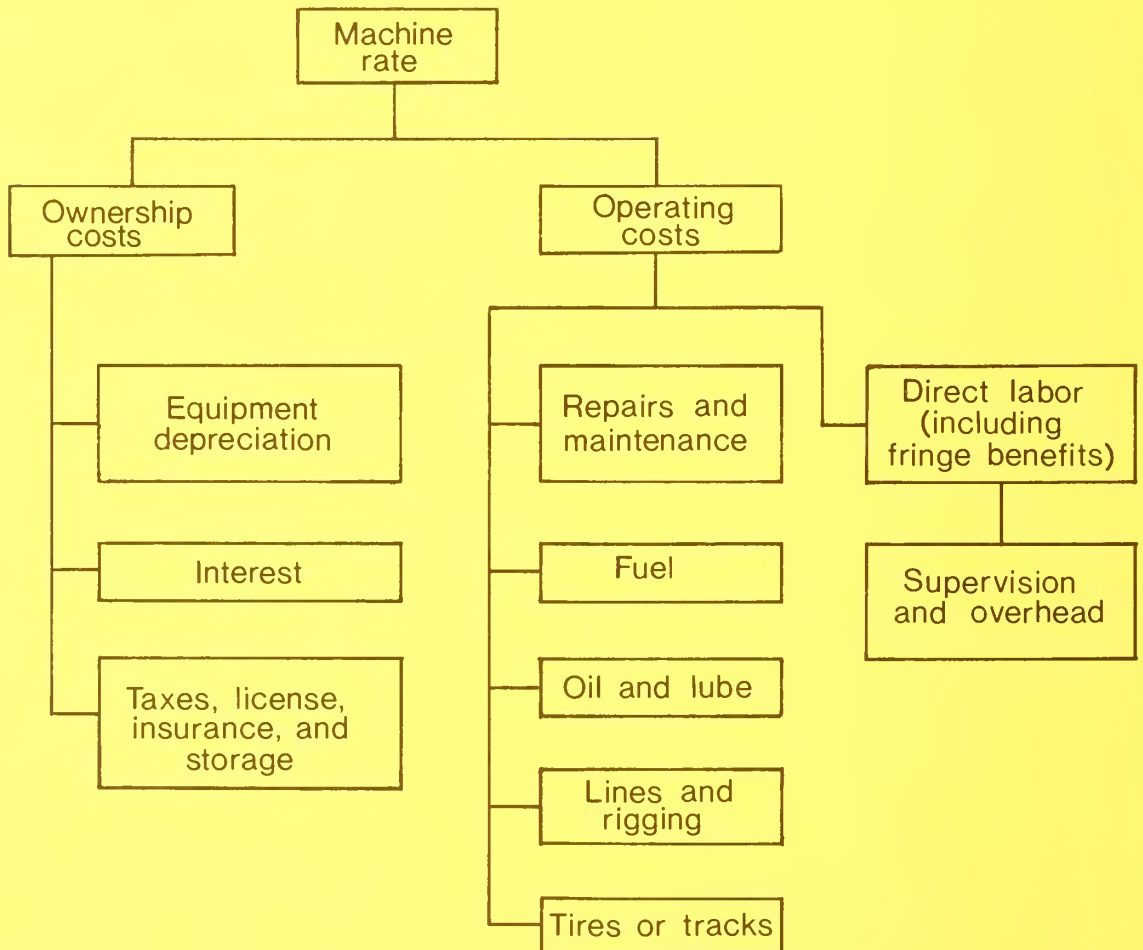 Machine
rate
Ownership
costs
Operating
costs
Equipment
depreciation
Interest
Taxes, license,
insurance, and
storage
Repairs and
maintenance
Fuel
Oil and lube
Lines and
rigging
Tires or tracks
Direct labor
(including
fringe benefits)
Supervision
and overhead